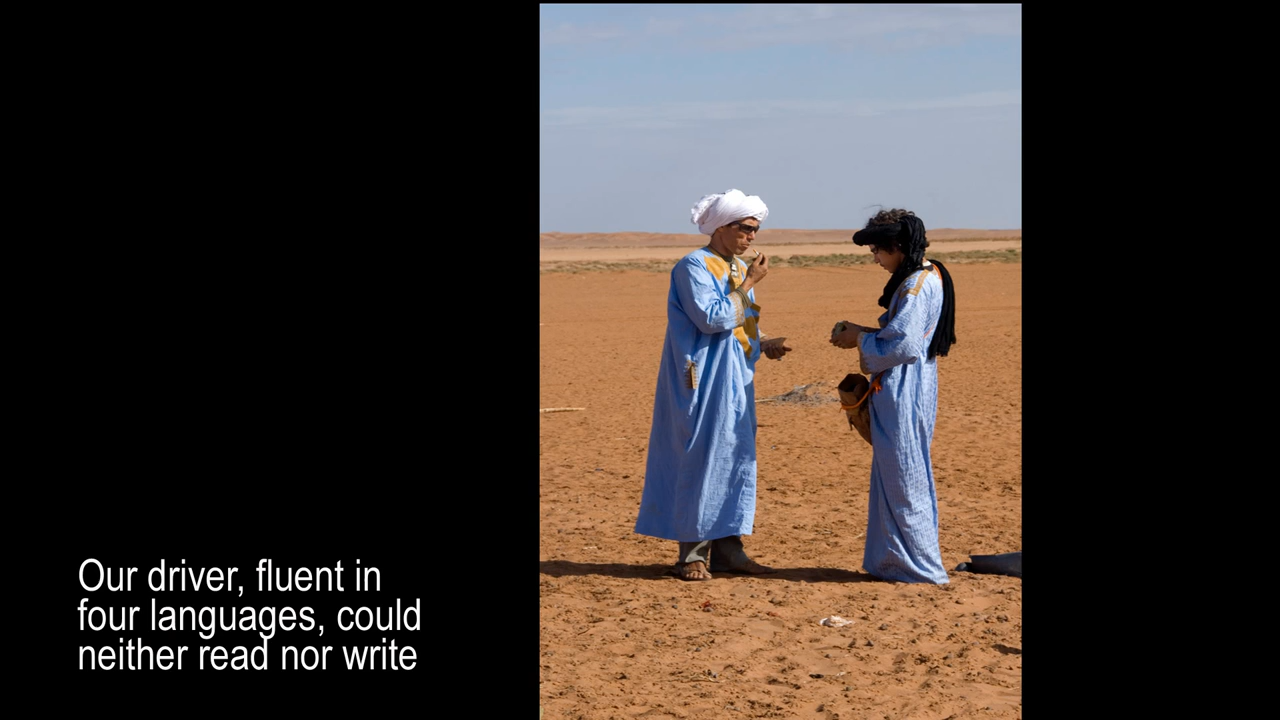 Our driver, fluent in
four languages, could
neither read nor write